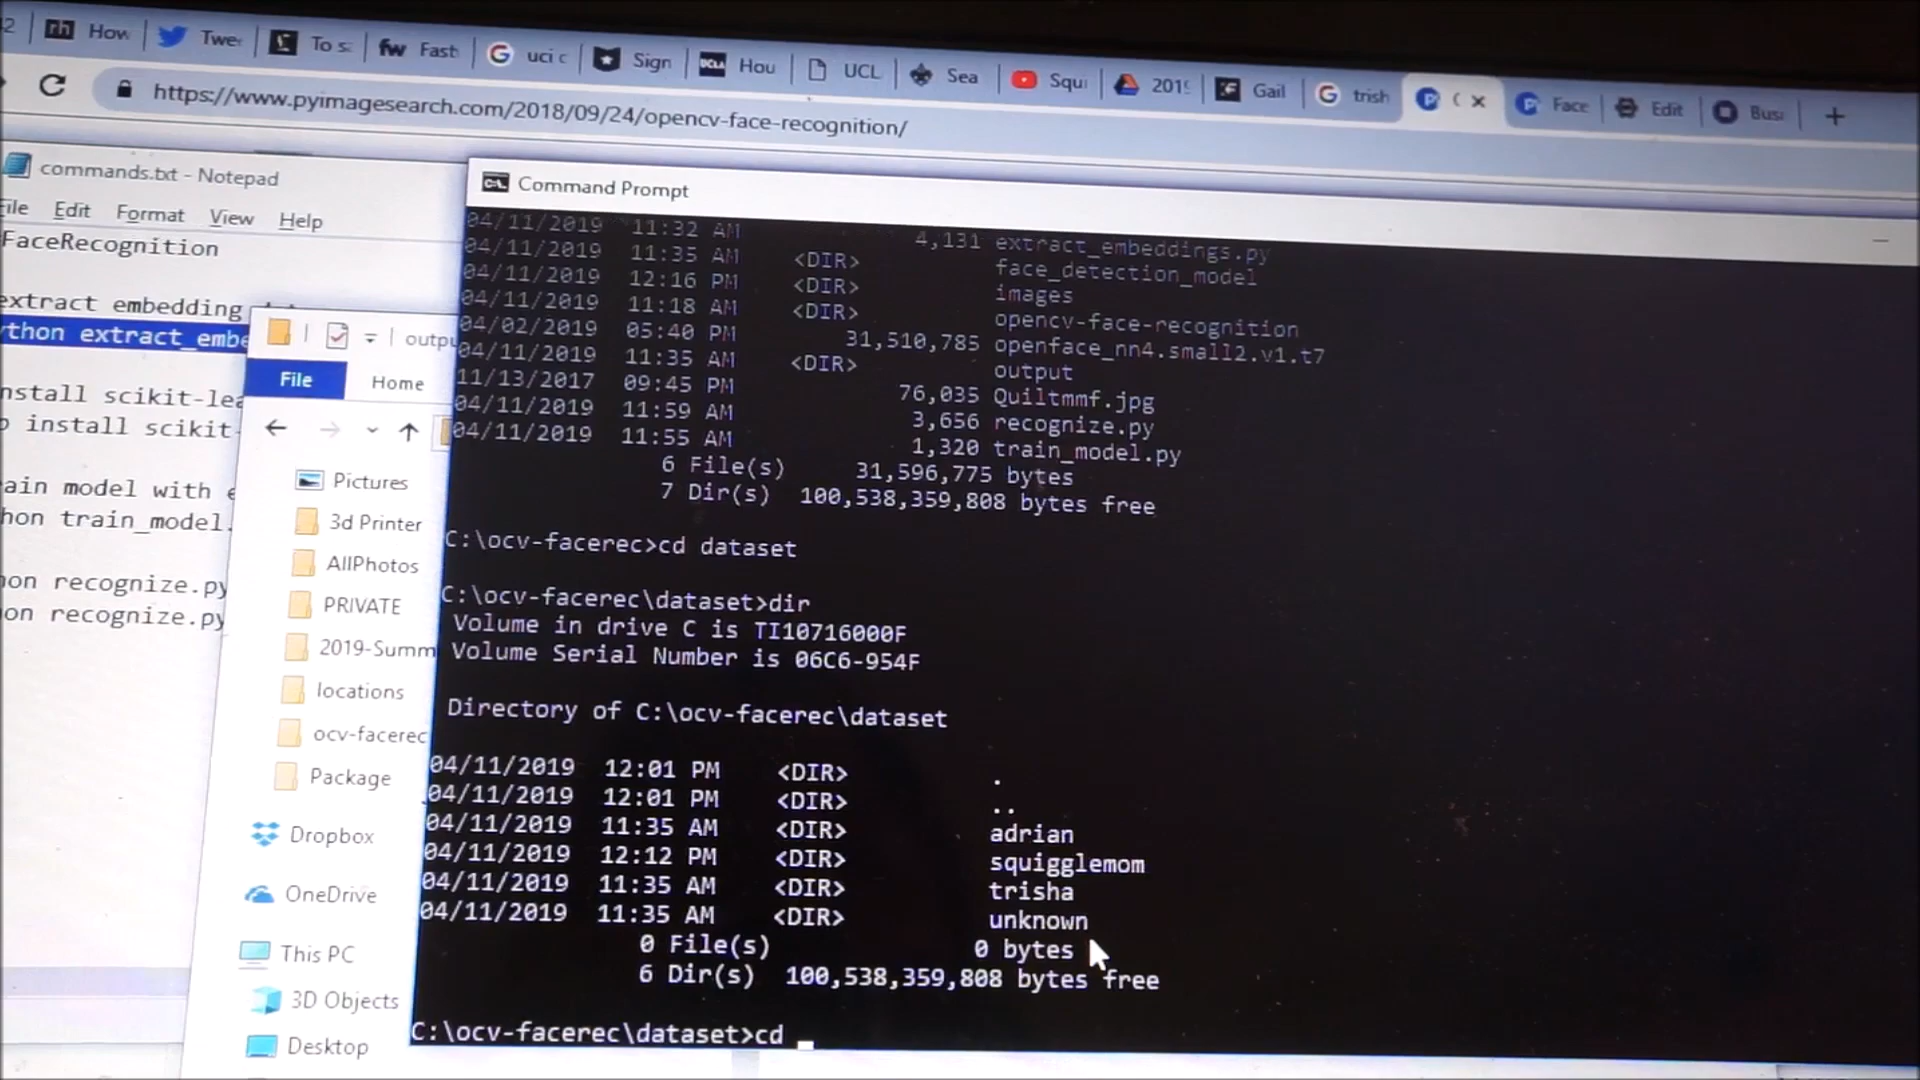 How
Twe
To s
fw Fast
uci c
Sign
UCLA Hou
UCL
Sea
Squi
2019
Gail
trish
Face
Edit
Busi
https://www.pyimagesearch.com/2018/09/24/opencv-face-recognition/
commands.txt - Notepad
File Edit Format View Help
FaceRecognition
extract embedding
ython extract_embe
nstall scikit-lea
o install scikit-
ain model with e
hon train_model.
on recognize.py
on recognize.py
outpu
File Home
Pictures
3d Printer
AllPhotos
PRIVATE
2019-Summ
locations
ocv-facerec
Package
Dropbox
OneDrive
This PC
3D Objects
Desktop
Command Prompt
04/11/2019 11:32 AM 4,131 extract_embeddings.py
04/11/2019 11:35 AM <DIR> face_detection_model
04/11/2019 12:16 PM <DIR> images
04/11/2019 11:18 AM <DIR> opencv-face-recognition
04/02/2019 05:40 PM 31,510,785 openface_nn4.small2.v1.t7
04/11/2019 11:35 AM <DIR> output
11/13/2017 09:45 PM 76,035 Quiltmmf.jpg
04/11/2019 11:59 AM 3,656 recognize.py
04/11/2019 11:55 AM 1,320 train_model.py
6 File(s) 31,596,775 bytes
7 Dir(s) 100,538,359,808 bytes free
C:\ocv-facerec>cd dataset
C:\ocv-facerec\dataset>dir
Volume in drive C is TI10716000F
Volume Serial Number is 06C6-954F
Directory of C:\ocv-facerec\dataset
04/11/2019 12:01 PM <DIR> .
04/11/2019 12:01 PM <DIR> ..
04/11/2019 11:35 AM <DIR> adrian
04/11/2019 12:12 PM <DIR> squigglemom
04/11/2019 11:35 AM <DIR> trisha
04/11/2019 11:35 AM <DIR> unknown
0 File(s) 0 bytes
6 Dir(s) 100,538,359,808 bytes free
C:\ocv-facerec\dataset>cd